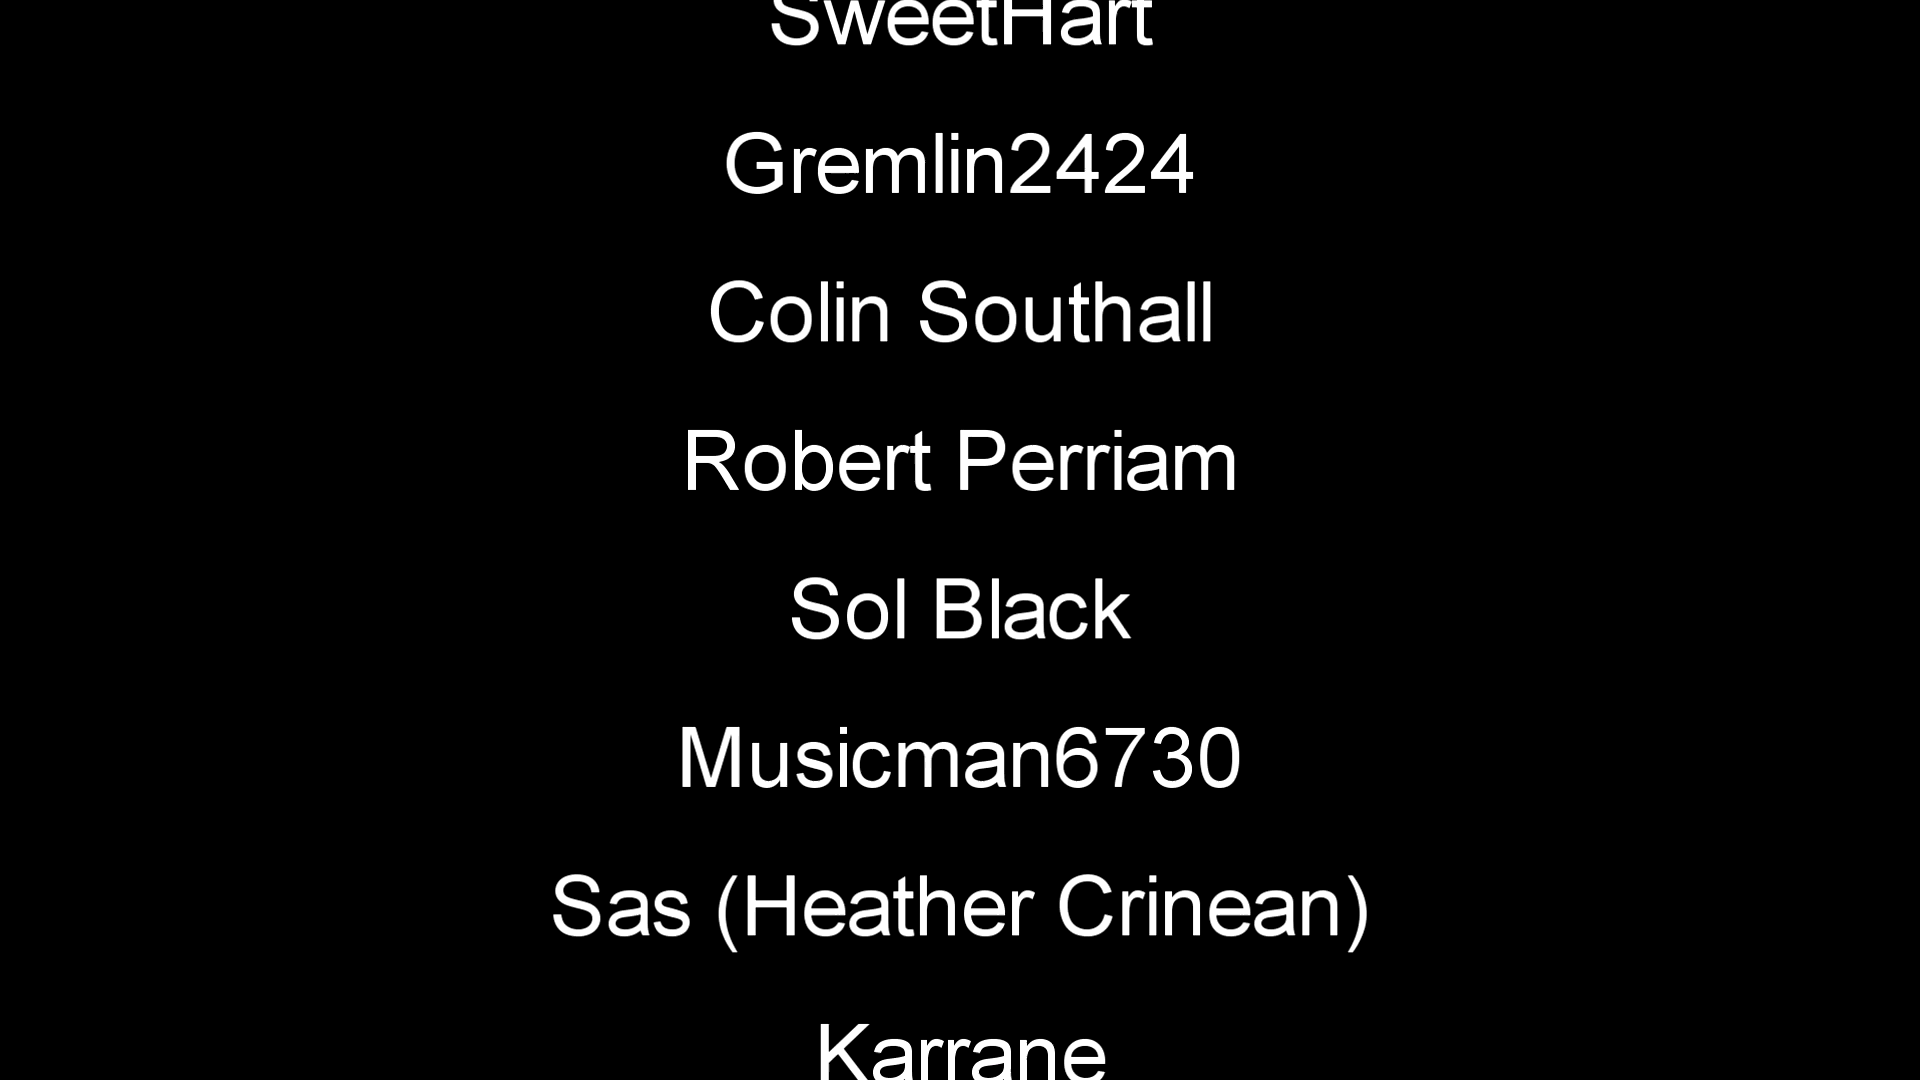 SweetHart
Gremlin2424
Colin Southall
Robert Perriam
Sol Black
Musicman6730
Sas (Heather Crinean)
Karrane